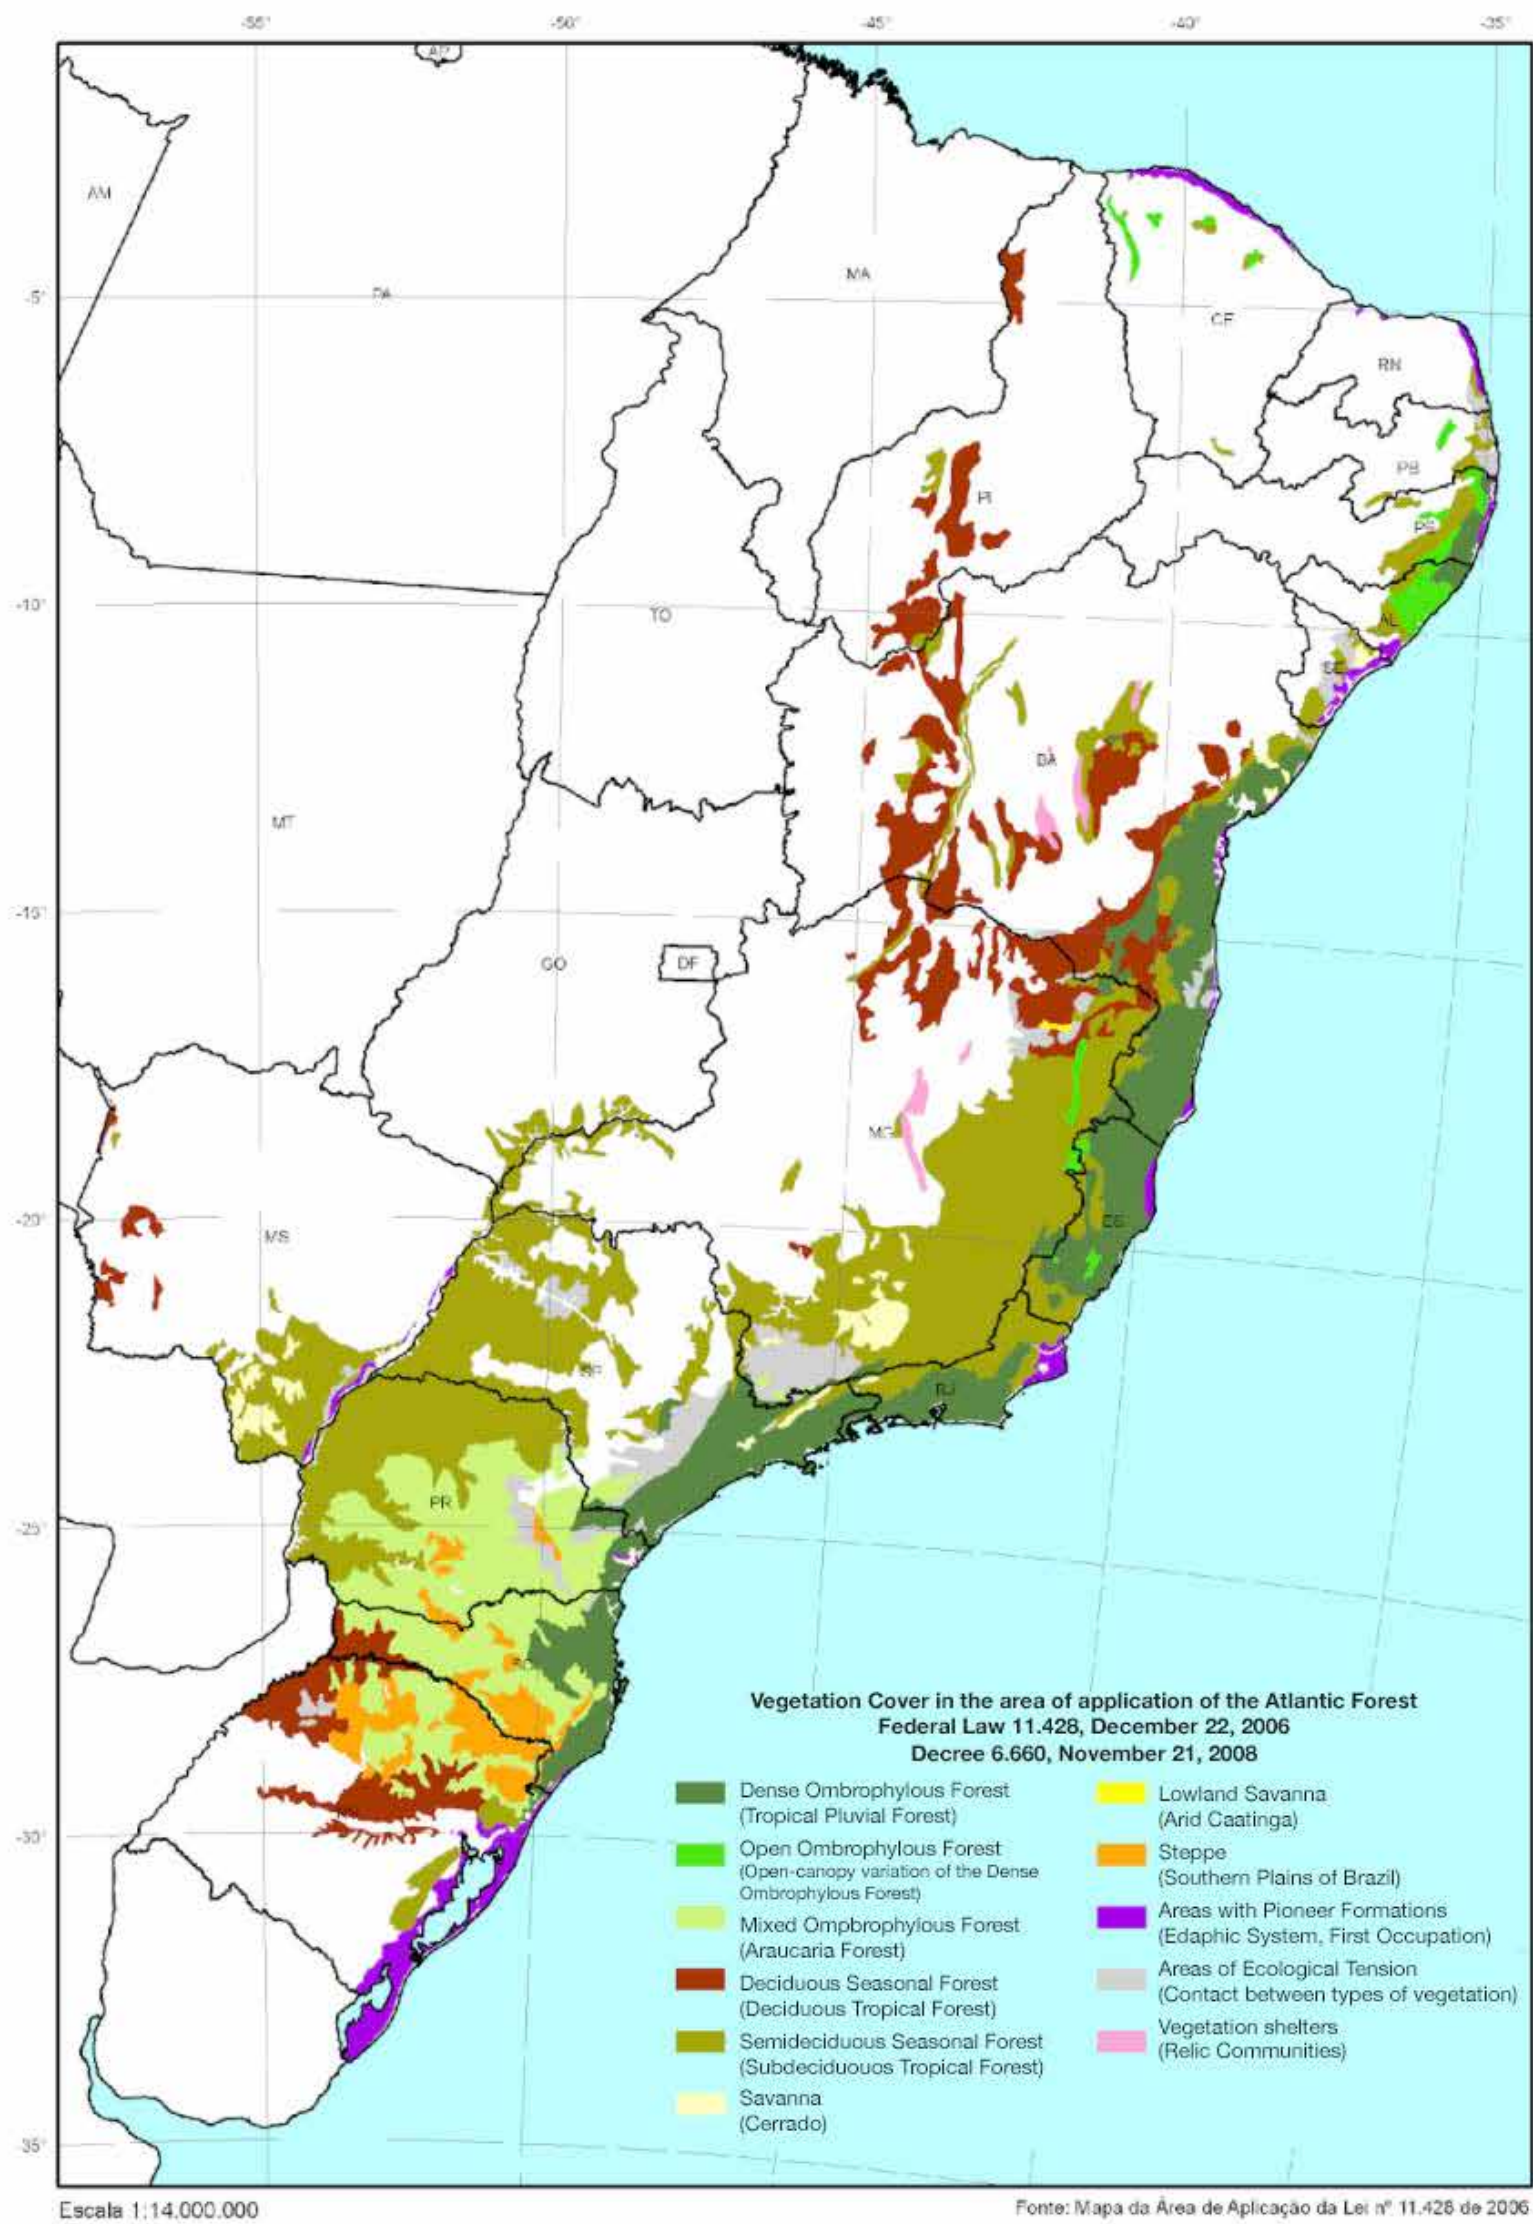 -55° -50° -45° -40° -35°
AP
AM
MA
-5°
PA
CE
RN
PB
PI
PE
-10°
TO
AL
SE
BA
MT
-15°
GO
DF
MG
-20°
ES
MS
SP
RJ
PR
-25°
SC
Vegetation Cover in the area of application of the Atlantic Forest
Federal Law 11.428, December 22, 2006
Decree 6.660, November 21, 2008
Dense Ombrophylous Forest
(Tropical Pluvial Forest)
Open Ombrophylous Forest
(Open-canopy variation of the Dense
Ombrophylous Forest)
Mixed Ompbrophylous Forest
(Araucaria Forest)
Deciduous Seasonal Forest
(Deciduous Tropical Forest)
Semideciduous Seasonal Forest
(Subdeciduouos Tropical Forest)
Savanna
(Cerrado)
Lowland Savanna
(Arid Caatinga)
Steppe
(Southern Plains of Brazil)
Areas with Pioneer Formations
(Edaphic System, First Occupation)
Areas of Ecological Tension
(Contact between types of vegetation)
Vegetation shelters
(Relic Communities)
RS
-30°
-35°
Escala 1:14.000.000
Fonte: Mapa da Área de Aplicação da Lei nº 11.428 de 2006